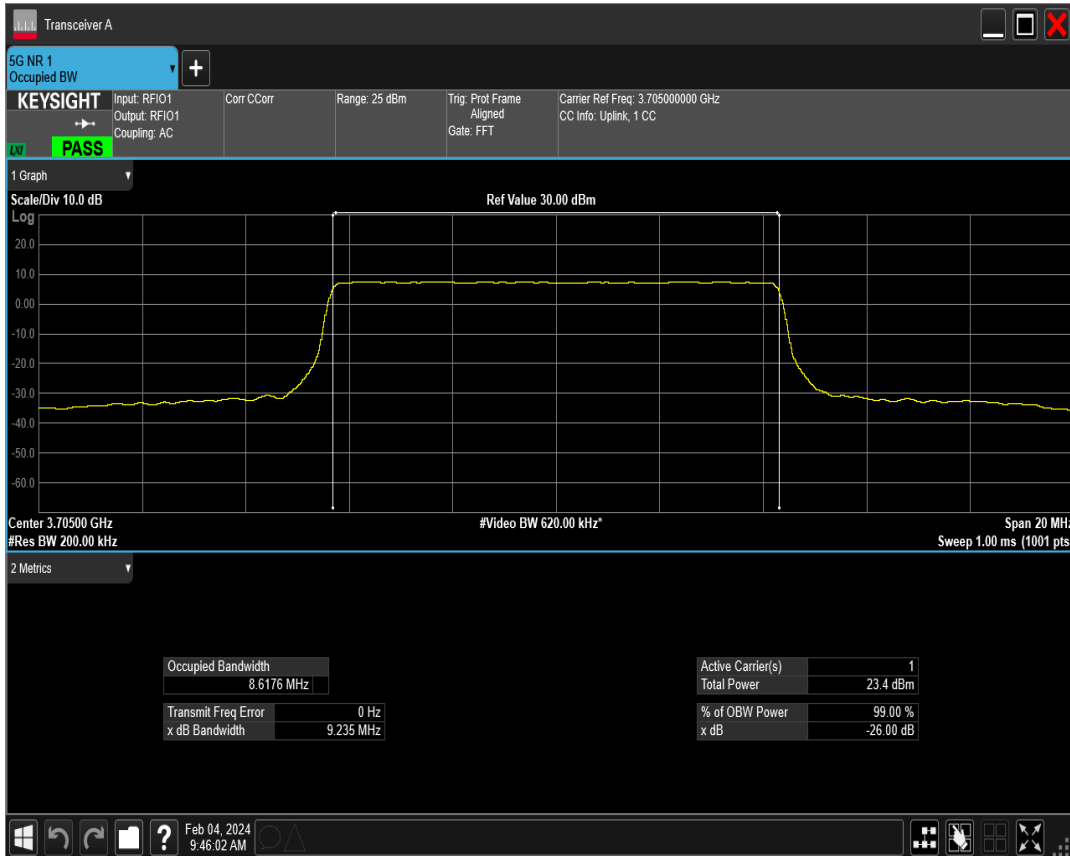 Transceiver A
5G NR 1
Occupied BW
KEYSIGHT
LXI
PASS
Input: RFIO1
Output: RFIO1
Coupling: AC
Corr CCorr
Range: 25 dBm
Trig: Prot Frame
Aligned
Gate: FFT
Carrier Ref Freq: 3.705000000 GHz
CC Info: Uplink, 1 CC
1 Graph
Scale/Div 10.0 dB
Ref Value 30.00 dBm
Log
20.0
10.0
0.00
-10.0
-20.0
-30.0
-40.0
-50.0
-60.0
Center 3.70500 GHz
#Video BW 620.00 kHz*
Span 20 MHz
#Res BW 200.00 kHz
Sweep 1.00 ms (1001 pts
2 Metrics
Occupied Bandwidth
8.6176 MHz
Transmit Freq Error 0 Hz
x dB Bandwidth 9.235 MHz
Active Carrier(s) 1
Total Power 23.4 dBm
% of OBW Power 99.00 %
x dB -26.00 dB
?
Feb 04, 2024
9:46:02 AM